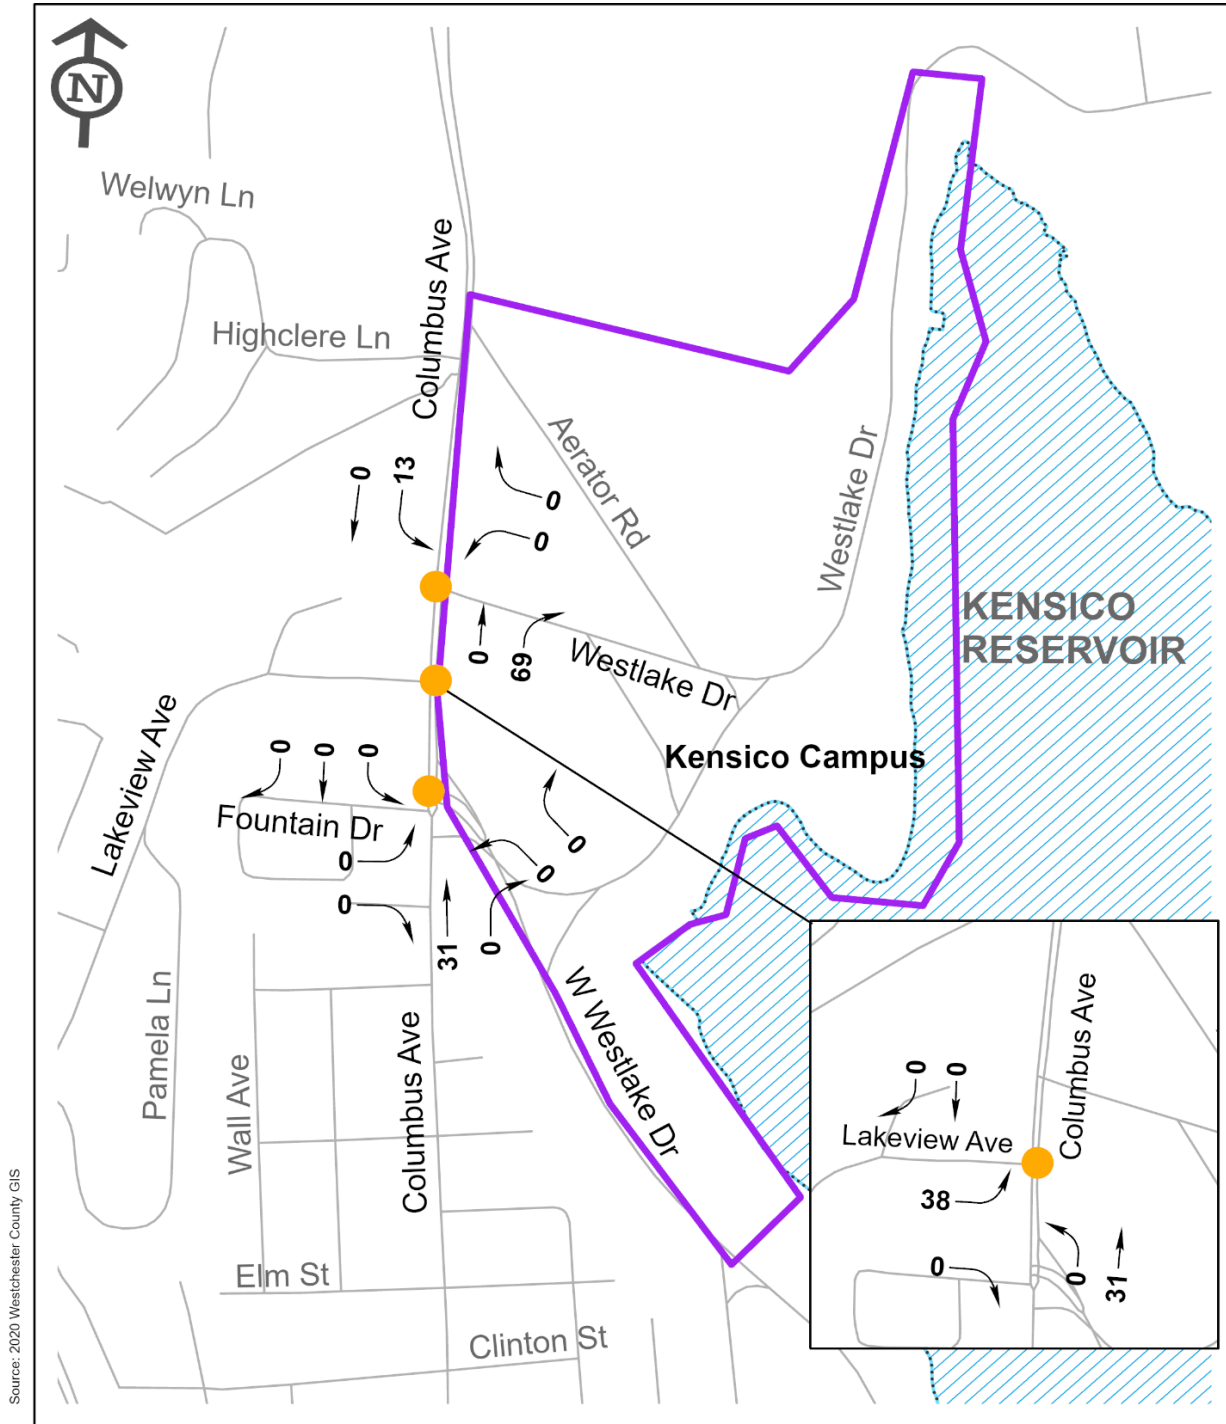 N
Welwyn Ln
Columbus Ave
Highclere Ln
Aerator Rd
Westlake Dr
0
13
0
0
KENSICO
RESERVOIR
0
69
Westlake Dr
Lakeview Ave
Kensico Campus
0
0
0
Fountain Dr
0
0
0
0
31
0
W Westlake Dr
Pamela Ln
Wall Ave
Columbus Ave
Columbus Ave
0
0
Lakeview Ave
38
0
0
31
Elm St
Clinton St
Source: 2020 Westchester County GIS